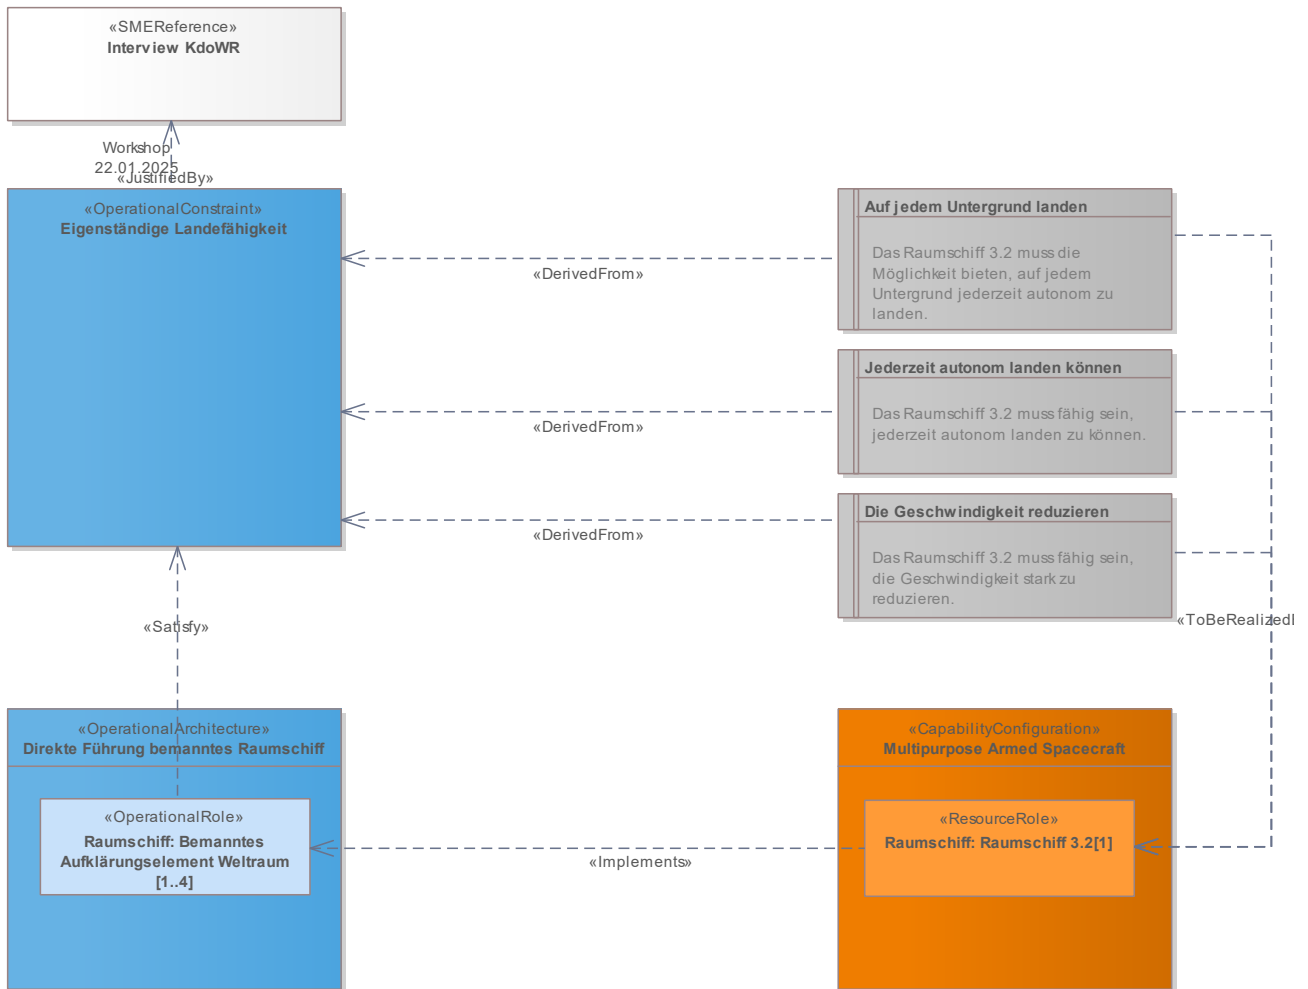 «SMEReference»
Interview KdoWR
Workshop
22.01.2025
«JustifiedBy»
«OperationalConstraint»
Eigenständige Landefähigkeit
Auf jedem Untergrund landen
Das Raumschiff 3.2 muss die
Möglichkeit bieten, auf jedem
Untergrund jederzeit autonom zu
landen.
«DerivedFrom»
Jederzeit autonom landen können
Das Raumschiff 3.2 muss fähig sein,
jederzeit autonom landen zu können.
«DerivedFrom»
Die Geschwindigkeit reduzieren
Das Raumschiff 3.2 muss fähig sein,
die Geschwindigkeit stark zu
reduzieren.
«DerivedFrom»
«Satisfy»
«ToBeRealizedB
«OperationalArchitecture»
Direkte Führung bemanntes Raumschiff
«OperationalRole»
Raumschiff: Bemanntes
Aufklärungselement Weltraum
[1..4]
«Implements»
«CapabilityConfiguration»
Multipurpose Armed Spacecraft
«ResourceRole»
Raumschiff: Raumschiff 3.2[1]